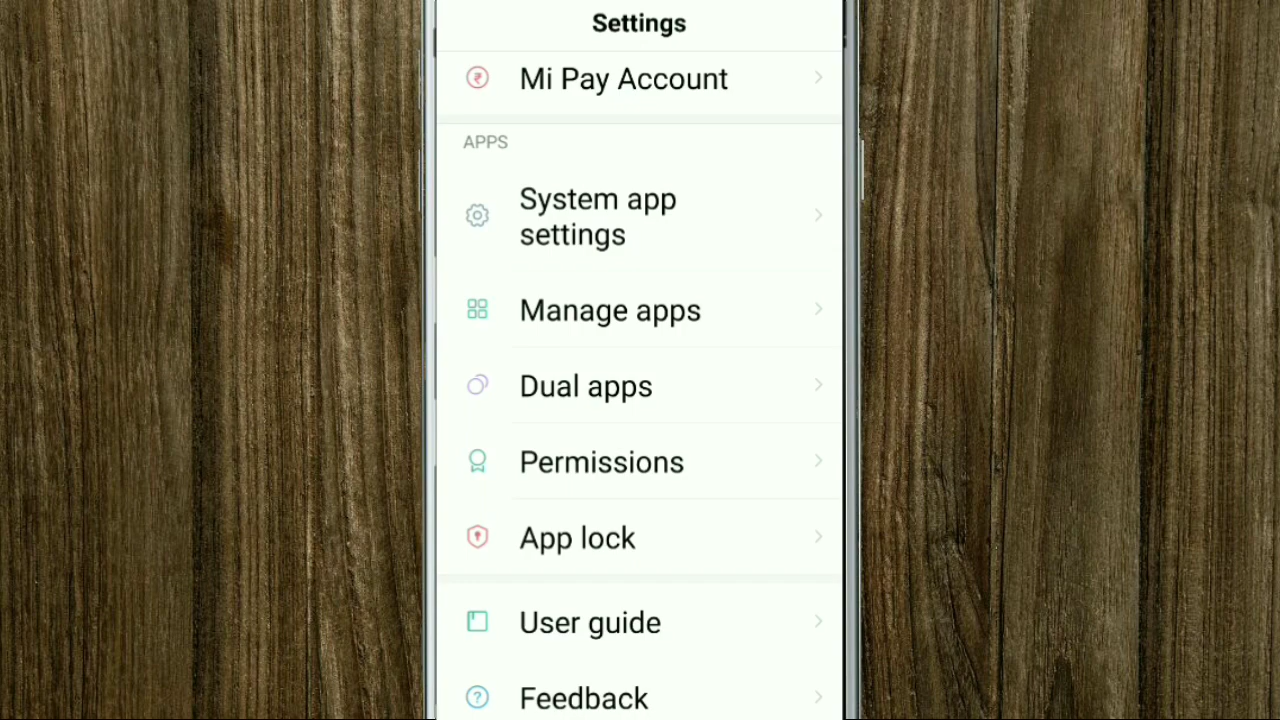 Settings
Mi Pay Account
APPS
System app
settings
Manage apps
Dual apps
Permissions
App lock
User guide
Feedback